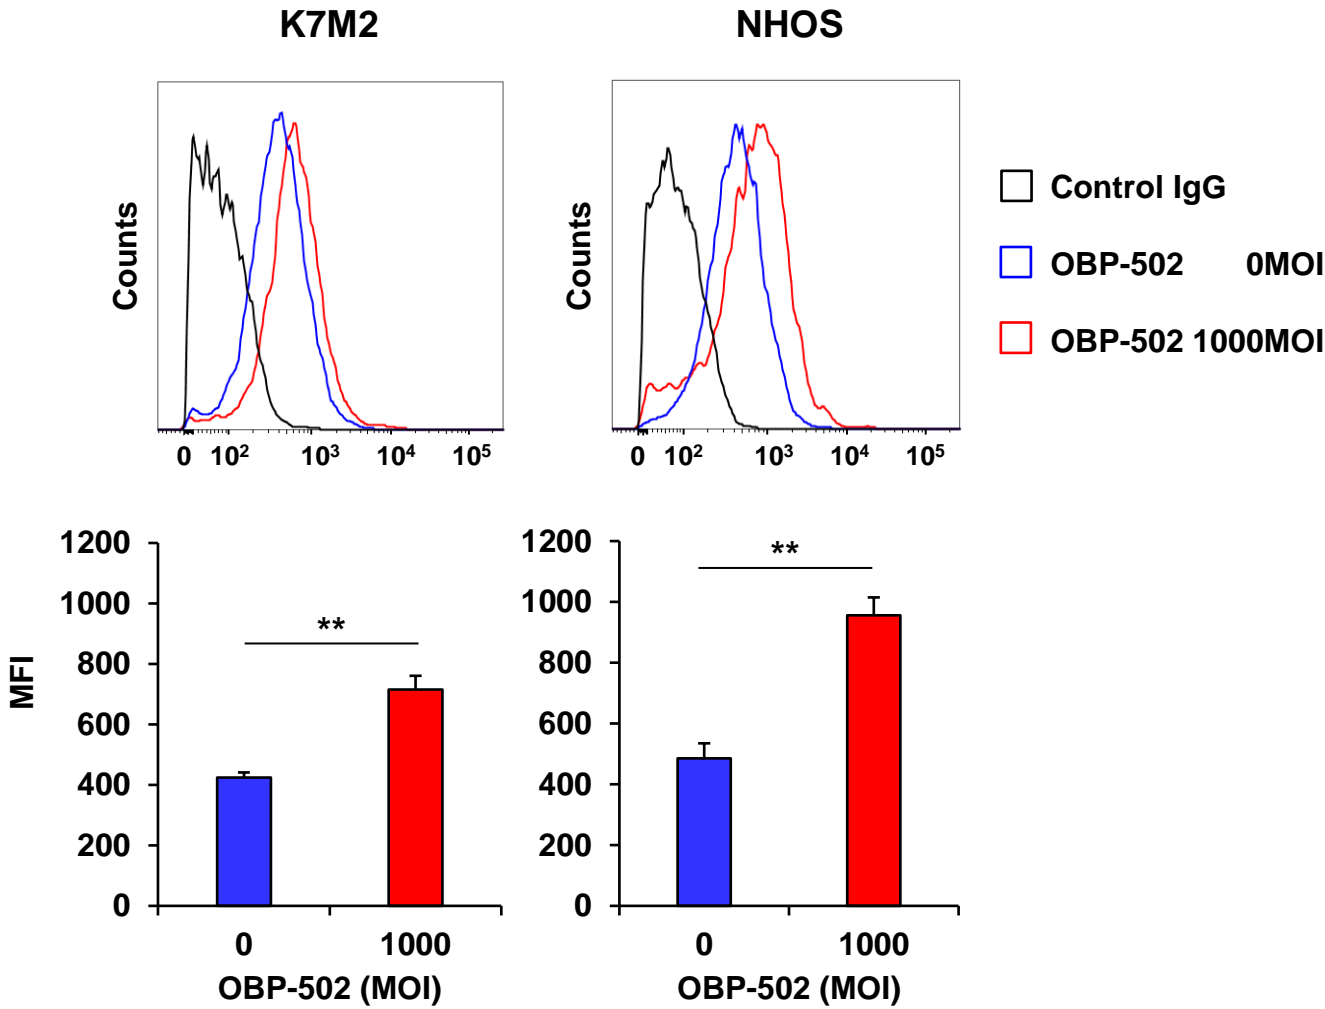 K7M2
NHOS
Counts
0 10² 10³ 10⁴ 10⁵
Counts
0 10² 10³ 10⁴ 10⁵
Control IgG
OBP-502 0MOI
OBP-502 1000MOI
MFI
1200
1000
800
600
400
200
0
**
0 1000
OBP-502 (MOI)
1200
1000
800
600
400
200
0
**
0 1000
OBP-502 (MOI)